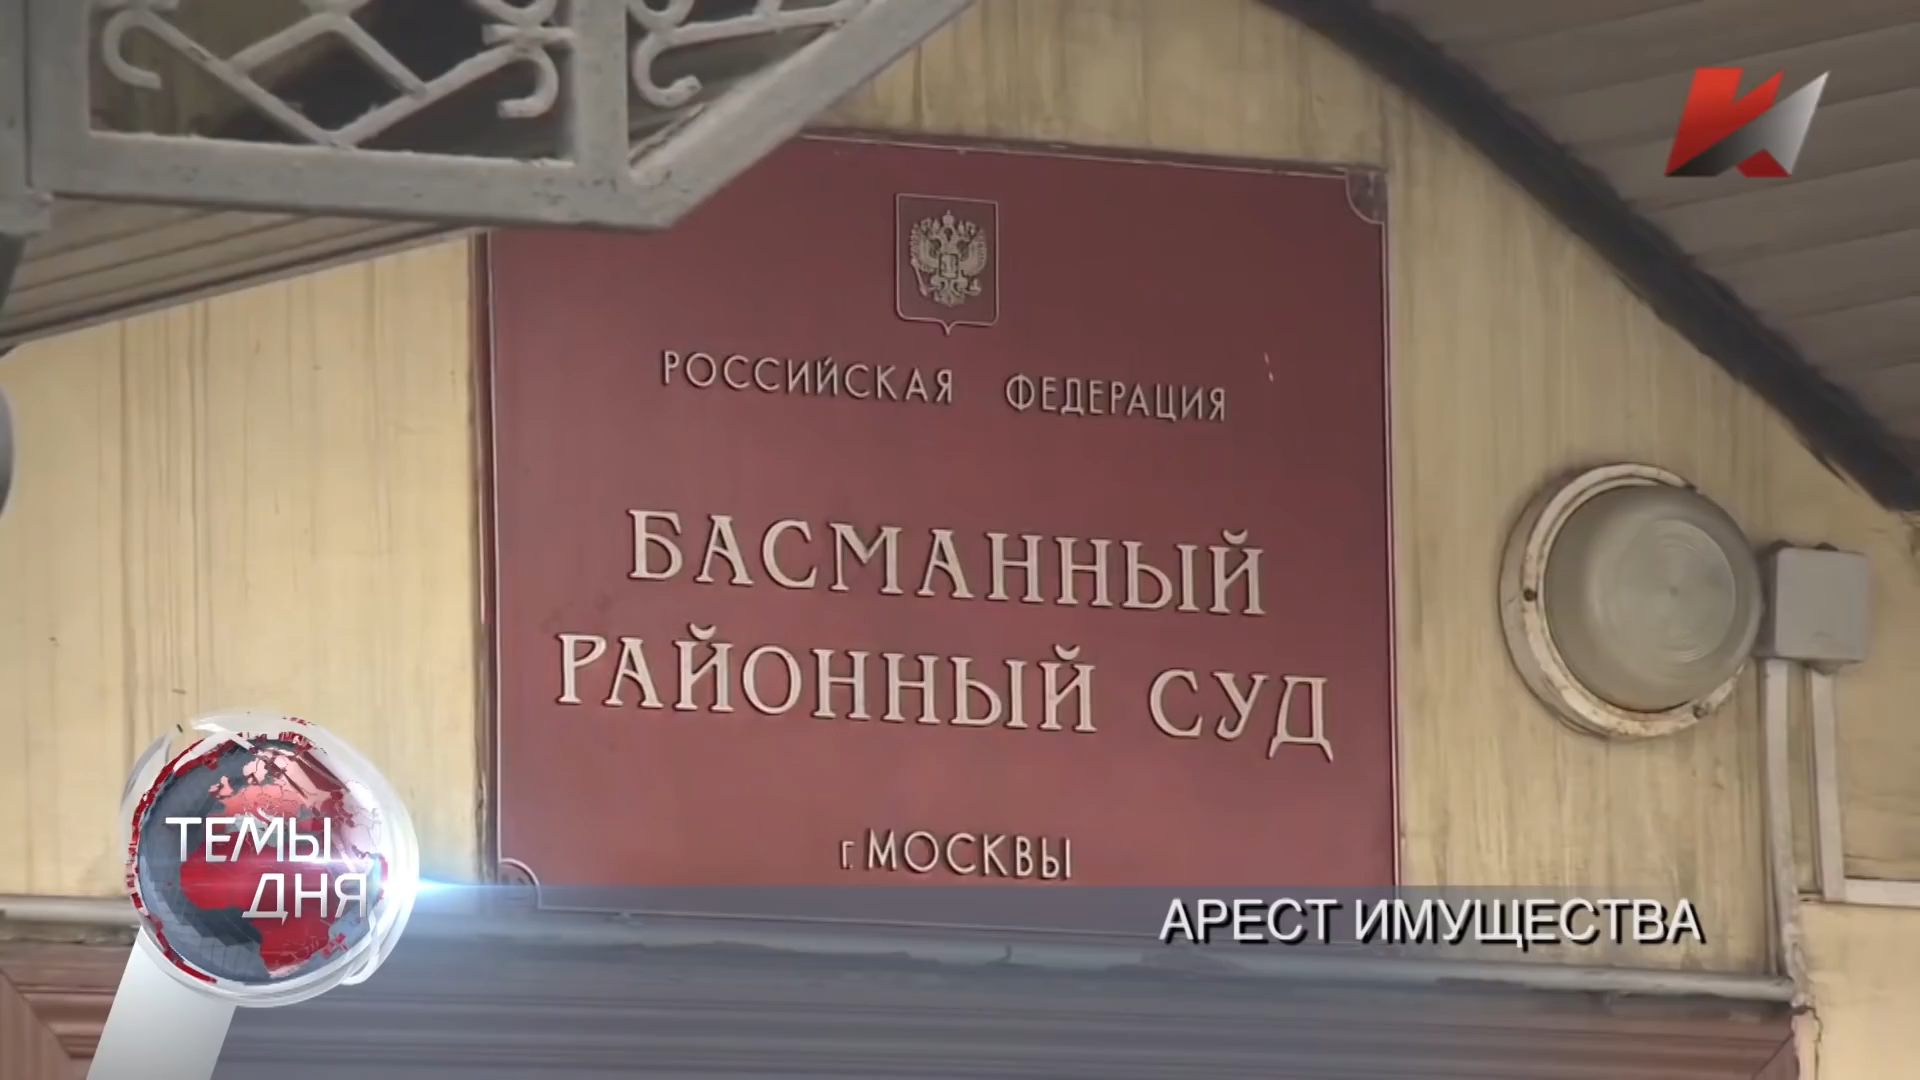 РОССИЙСКАЯ ФЕДЕРАЦИЯ
БАСМАННЫЙ
РАЙОННЫЙ СУД
г. МОСКВЫ
ТЕМЫ
ДНЯ
АРЕСТ ИМУЩЕСТВА